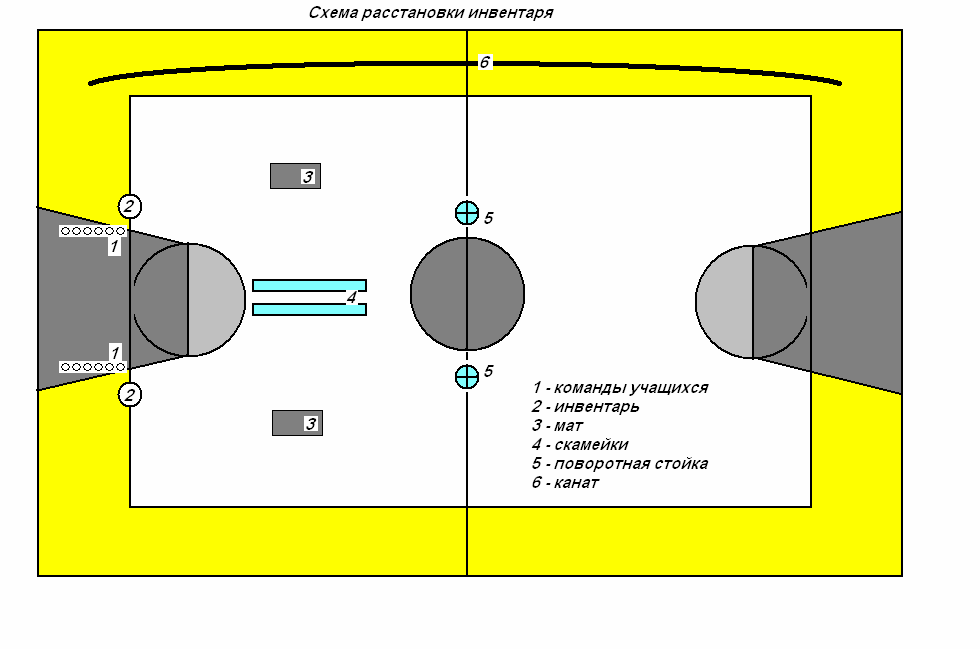 Схема расстановки инвентаря
6
3
2
5
1
4
1
5
2
3
1 - команды учащихся
2 - инвентарь
3 - мат
4 - скамейки
5 - поворотная стойка
6 - канат